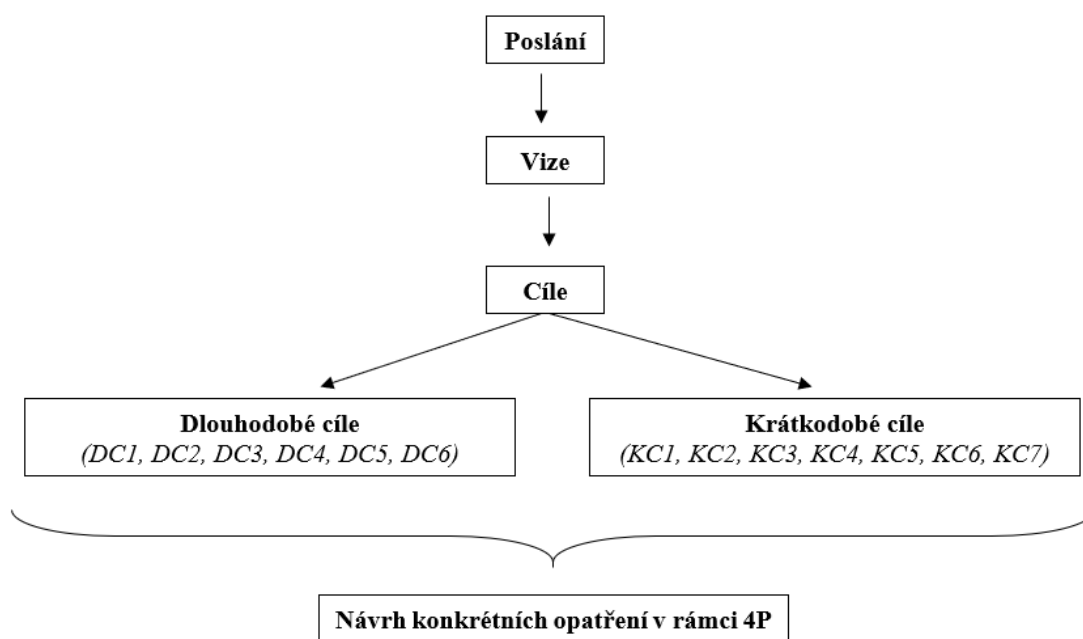 Poslání
Vize
Cíle
Dlouhodobé cíle
(DC1, DC2, DC3, DC4, DC5, DC6)
Krátkodobé cíle
(KC1, KC2, KC3, KC4, KC5, KC6, KC7)
Návrh konkrétních opatření v rámci 4P